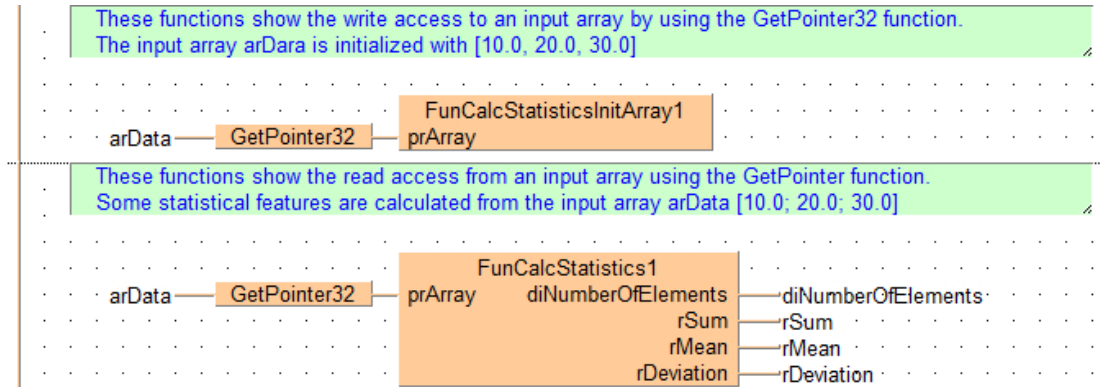 These functions show the write access to an input array by using the GetPointer32 function.
The input array arDara is initialized with [10.0, 20.0, 30.0]
FunCalcStatisticsInitArray1
arData GetPointer32 prArray
These functions show the read access from an input array using the GetPointer function.
Some statistical features are calculated from the input array arData [10.0; 20.0; 30.0]
FunCalcStatistics1
arData GetPointer32 prArray diNumberOfElements diNumberOfElements
rSum rSum
rMean rMean
rDeviation rDeviation